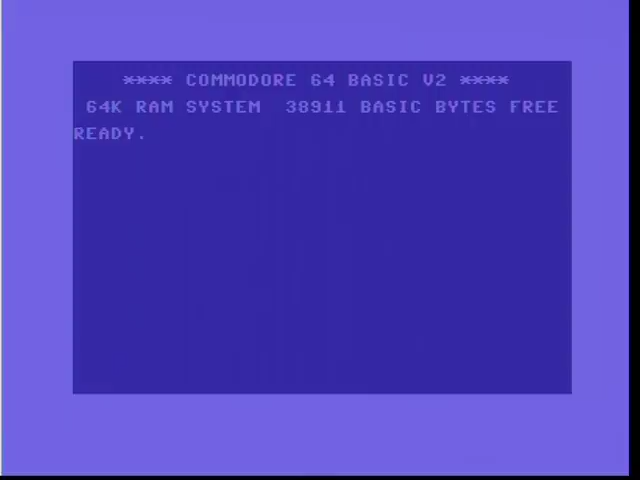 **** COMMODORE 64 BASIC V2 ****
64K RAM SYSTEM  38911 BASIC BYTES FREE
READY.